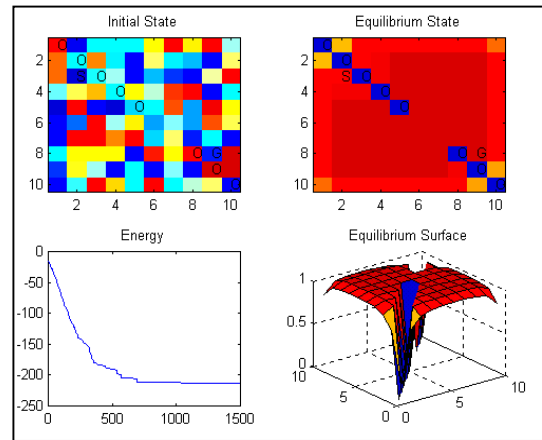 Initial State
O
2 O
S O
4 O
O
6
8 O G
O
10 O
2 4 6 8 10
Equilibrium State
O
2 O
S O
4 O
O
6
8 O G
O
10 O
2 4 6 8 10
Energy
0
-50
-100
-150
-200
-250
0 500 1000 1500
Equilibrium Surface
1
0.5
0
10
5
0
0
5
10